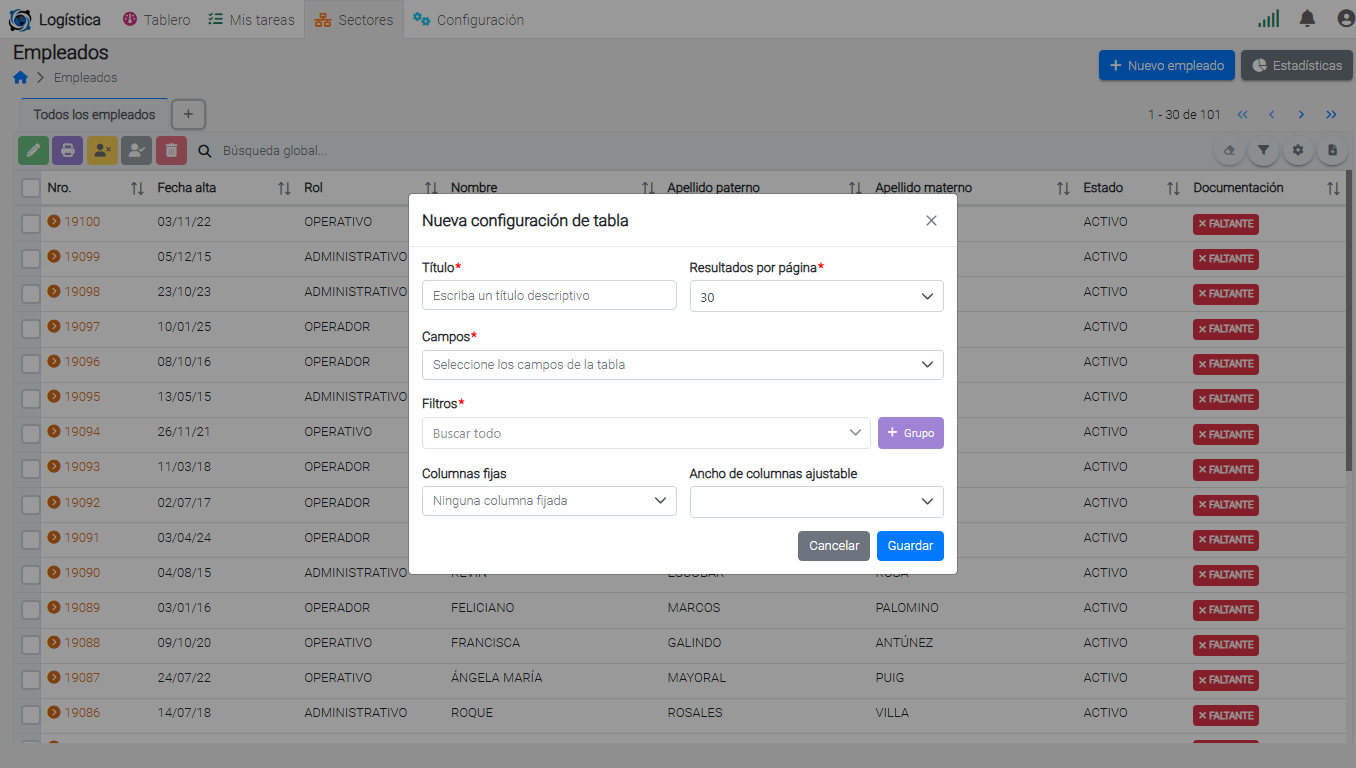 Logística Tablero Mis tareas Sectores Configuración
Empleados
Empleados
+ Nuevo empleado Estadísticas
Todos los empleados + 1 - 30 de 101
Búsqueda global...
Nro. Fecha alta Rol Nombre Apellido paterno Apellido materno Estado Documentación
19100 03/11/22 OPERATIVO ACTIVO × FALTANTE
19099 05/12/15 ADMINISTRATIVO ACTIVO × FALTANTE
19098 23/10/23 ADMINISTRATIVO ACTIVO × FALTANTE
19097 10/01/25 OPERADOR ACTIVO × FALTANTE
19096 08/10/16 OPERADOR ACTIVO × FALTANTE
19095 13/05/15 ADMINISTRATIVO ACTIVO × FALTANTE
19094 26/11/21 OPERATIVO ACTIVO × FALTANTE
19093 11/03/18 OPERADOR ACTIVO × FALTANTE
19092 02/07/17 OPERADOR ACTIVO × FALTANTE
19091 03/04/24 OPERADOR ACTIVO × FALTANTE
19090 04/08/15 ADMINISTRATIVO KEVIN ESCOBAR ROSA ACTIVO × FALTANTE
19089 03/01/16 OPERADOR FELICIANO MARCOS PALOMINO ACTIVO × FALTANTE
19088 09/10/20 OPERATIVO FRANCISCA GALINDO ANTÚNEZ ACTIVO × FALTANTE
19087 24/07/22 OPERATIVO ÁNGELA MARÍA MAYORAL PUIG ACTIVO × FALTANTE
19086 14/07/18 ADMINISTRATIVO ROQUE ROSALES VILLA ACTIVO × FALTANTE
Nueva configuración de tabla ×
Título* Resultados por página*
Escriba un título descriptivo 30
Campos*
Seleccione los campos de la tabla
Filtros*
Buscar todo + Grupo
Columnas fijas Ancho de columnas ajustable
Ninguna columna fijada
Cancelar Guardar